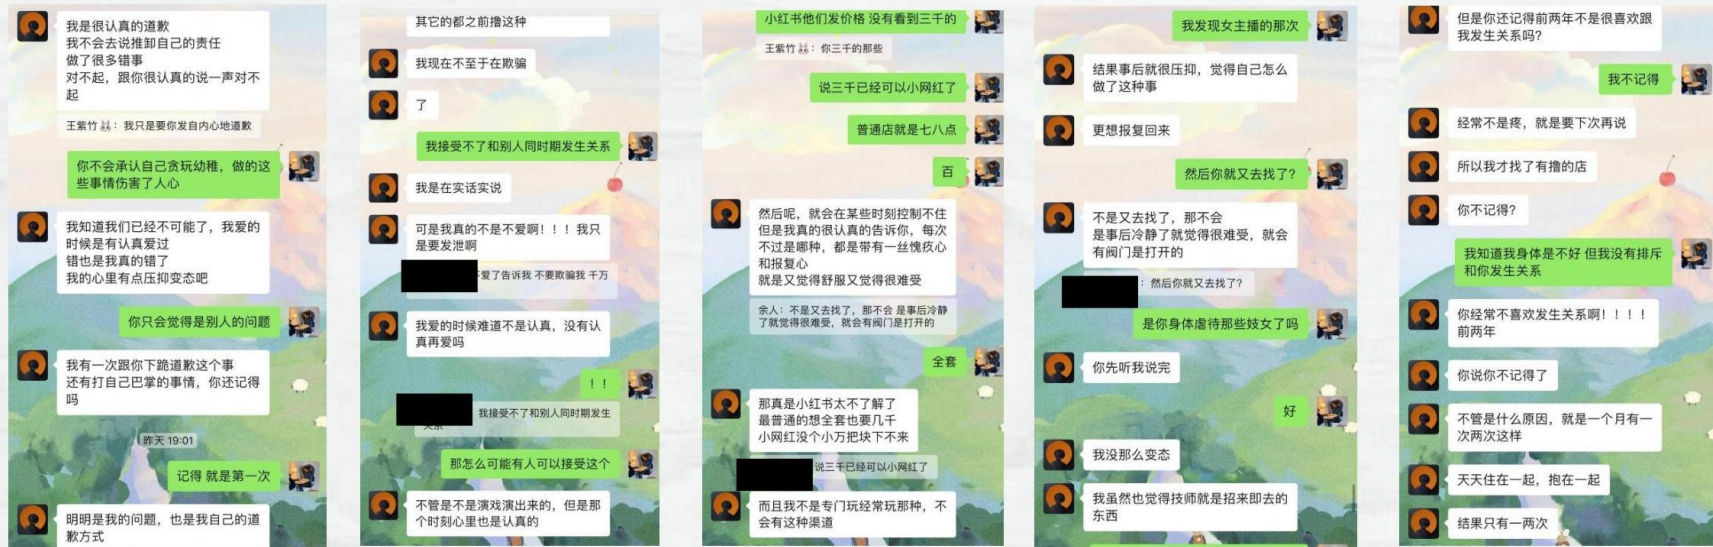 我是很认真的道歉
我不会去说推卸自己的责任
做了很多错事
对不起，跟你很认真的说一声对不
起
王紫竹：我只是要你发自内心地道歉
你不会承认自己贪玩幼稚，做的这
些事情伤害了人心
我知道我们已经不可能了，我爱的
时候是有认真爱过
错也是我真的错了
我的心里有点压抑变态吧
你只会觉得是别人的问题
我有一次跟你下跪道歉这个事
还有打自己巴掌的事情，你还记得
吗
昨天 19:01
记得 就是第一次
明明是我的问题，也是我自己的道
歉方式
其它的都之前撸这种
我现在不至于在欺骗
了
我接受不了和别人同时期发生关系
我是在实话实说
可是我真的不是不爱啊！！！我只
是要发泄啊
爱了告诉我 不要欺骗我 千万
我爱的时候难道不是认真，没有认
真再爱吗
！！
我接受不了和别人同时期发生
关系
那怎么可能有人可以接受这个
不管是不是演戏演出来的，但是那
个时刻心里也是认真的
小红书他们发价格 没有看到三千的
王紫竹：你三千的那些
说三千已经可以小网红了
普通店就是七八点
百
然后呢，就会在某些时刻控制不住
但是我真的很认真的告诉你，每次
不过是哪种，都是带有一丝愧疚心
和报复心
就是又觉得舒服又觉得很难受
余人：不是又去找了，那不会 是事后冷静
了就觉得很难受，就会有阀门是打开的
全套
那真是小红书太不了解了
最普通的想全套也要几千
小网红没个小万把块下不来
说三千已经可以小网红了
而且我不是专门玩经常玩那种，不
会有这种渠道
我发现女主播的那次
结果事后就很压抑，觉得自己怎么
做了这种事
更想报复回来
然后你就又去找了？
不是又去找了，那不会
是事后冷静了就觉得很难受，就会
有阀门是打开的
：然后你就又去找了？
是你身体虐待那些妓女了吗
你先听我说完
好
我没那么变态
我虽然也觉得技师就是招来即去的
东西
但是你还记得前两年不是很喜欢跟
我发生关系吗？
我不记得
经常不是疼，就是要下次再说
所以我才找了有撸的店
你不记得？
我知道我身体是不好 但我没有排斥
和你发生关系
你经常不喜欢发生关系啊！！！！
前两年
你说你不记得了
不管是什么原因，就是一个月有一
次两次这样
天天住在一起，抱在一起
结果只有一两次